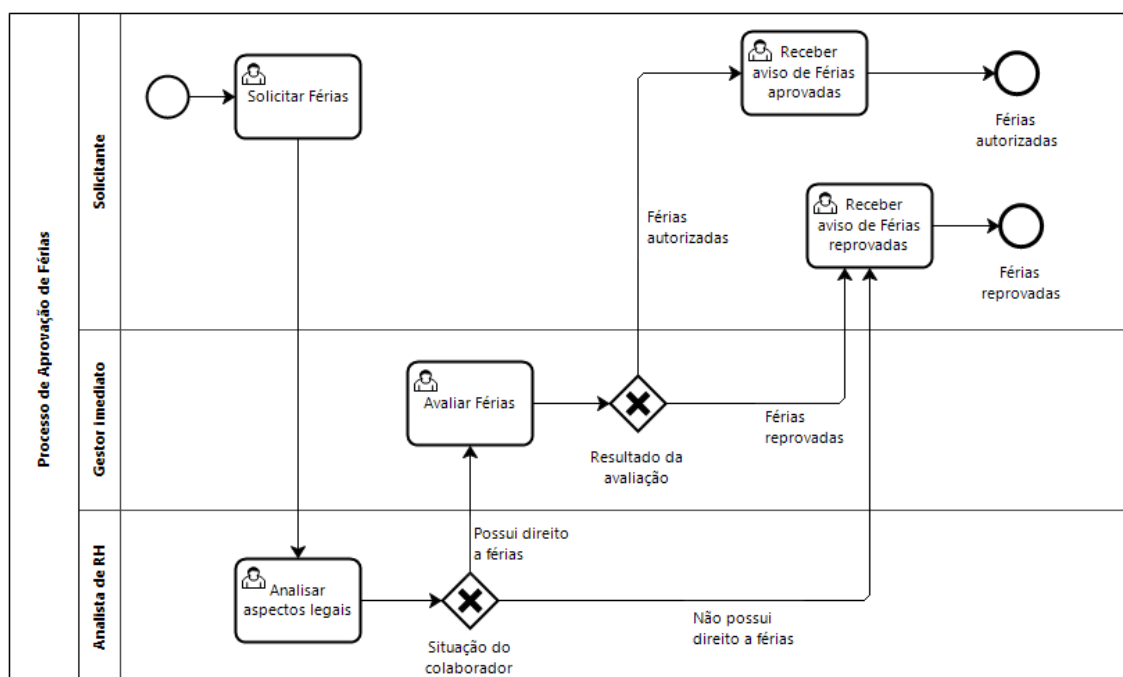 Processo de Aprovação de Férias
Solicitante
Solicitar Férias
Receber
aviso de Férias
aprovadas
Férias
autorizadas
Férias
autorizadas
Receber
aviso de Férias
reprovadas
Férias
reprovadas
Gestor imediato
Avaliar Férias
Resultado da
avaliação
Férias
reprovadas
Analista de RH
Analisar
aspectos legais
Possui direito
a férias
Situação do
colaborador
Não possui
direito a férias